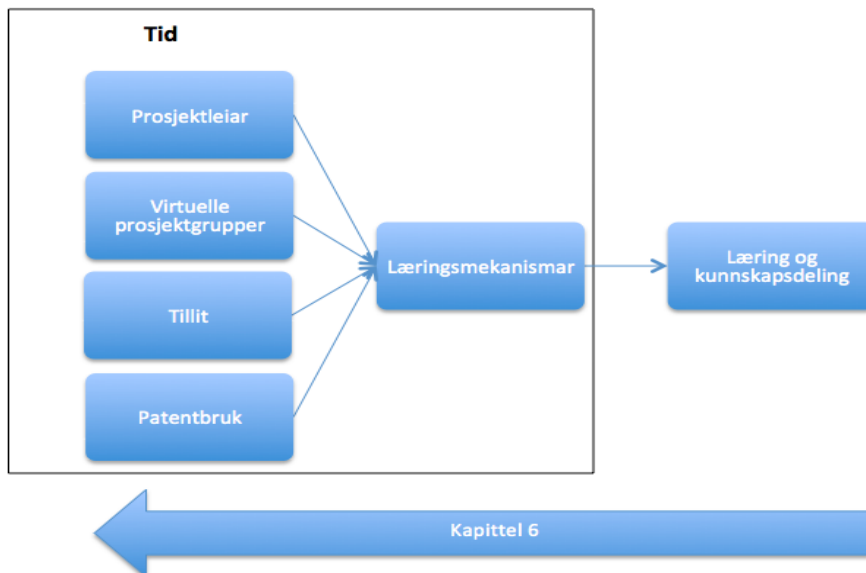 Tid
Prosjektleiar
Virtuelle
prosjektgrupper
Tillit
Patentbruk
Læringsmekanismar
Læring og
kunnskapsdeling
Kapittel 6